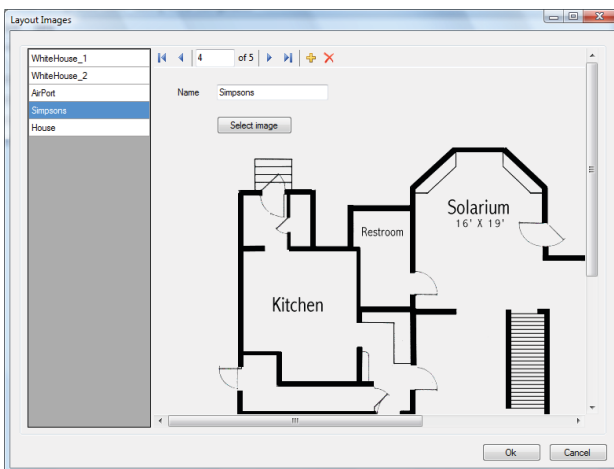 Layout Images
WhiteHouse_1
WhiteHouse_2
AirPort
Simpsons
House
4 of 5
Name Simpsons
Select image
Solarium
16' X 19'
Restroom
Kitchen
Ok Cancel